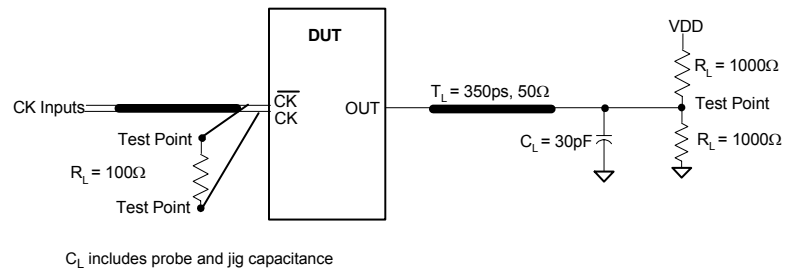 VDD
DUT
R_L = 1000Ω
T_L = 350ps, 50Ω
CK Inputs
C̅K̅
CK
OUT
Test Point
Test Point
C_L = 30pF
R_L = 1000Ω
R_L = 100Ω
Test Point
C_L includes probe and jig capacitance